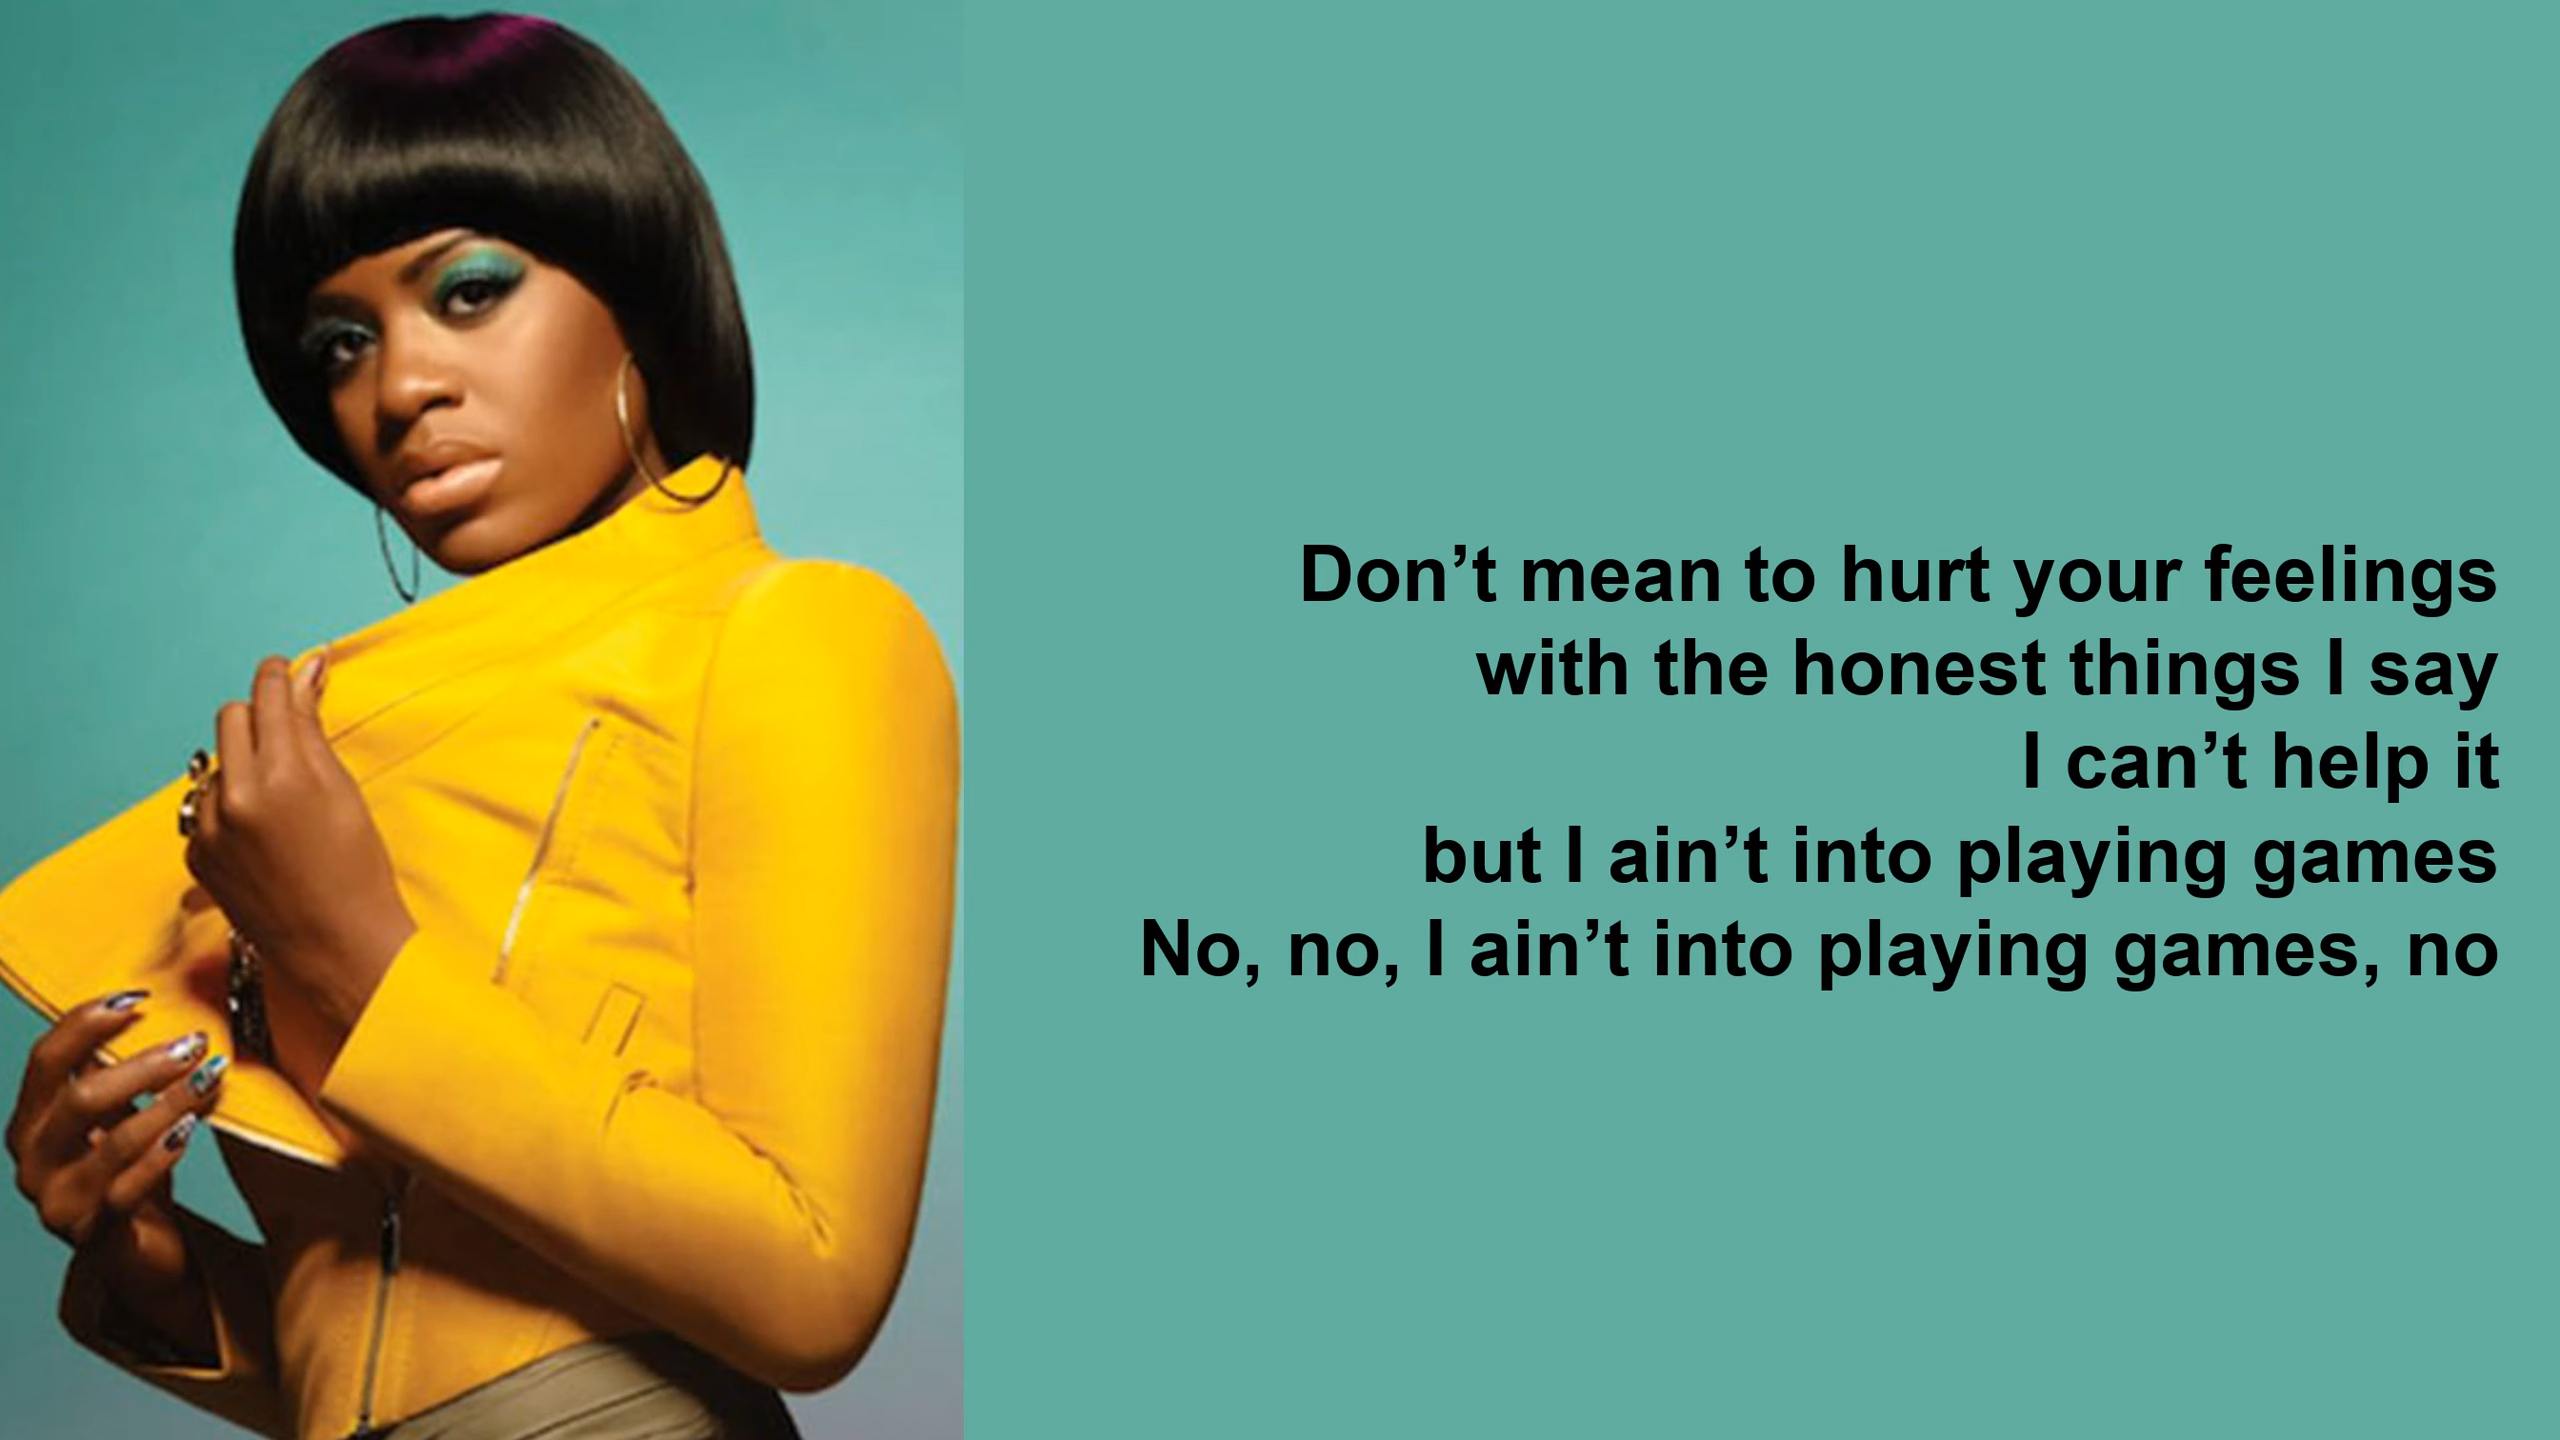 Don’t mean to hurt your feelings
with the honest things I say
I can’t help it
but I ain’t into playing games
No, no, I ain’t into playing games, no